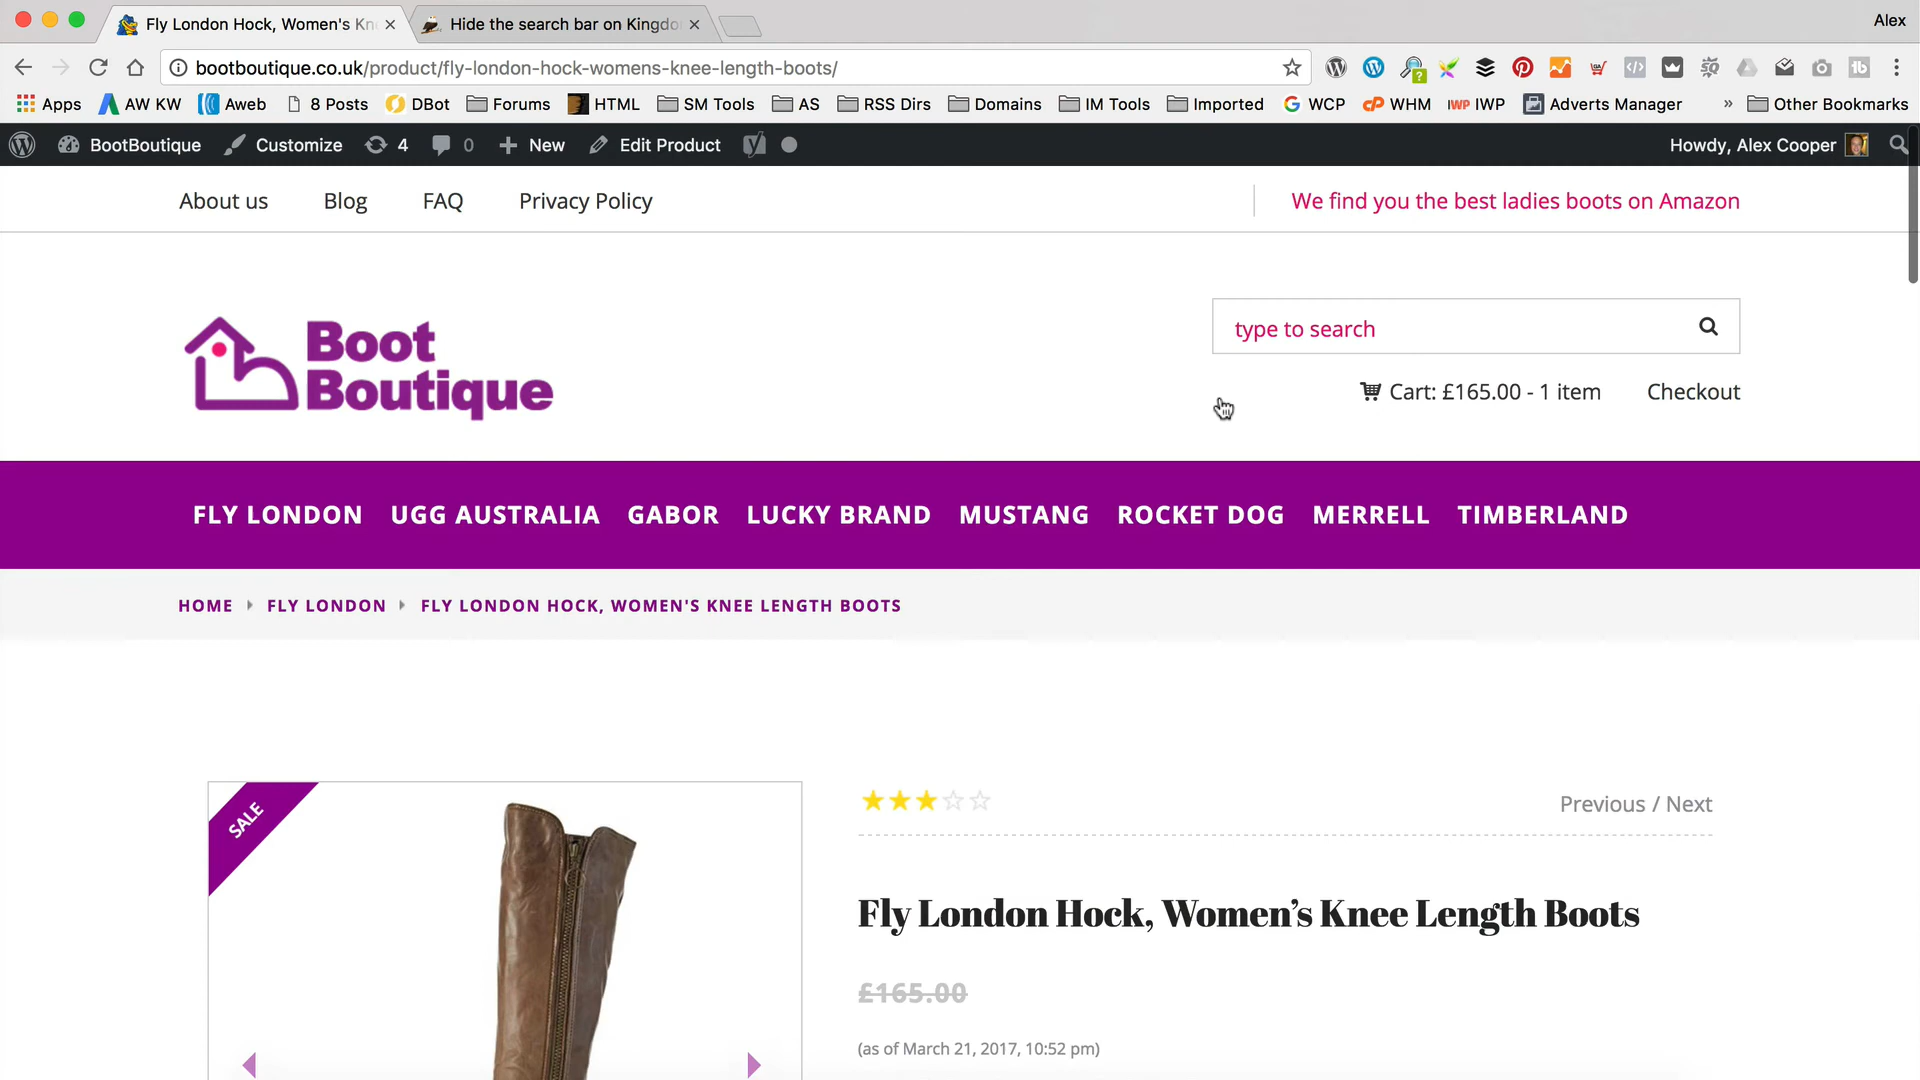 Fly London Hock, Women's Kn
Hide the search bar on Kingdo
Alex
bootboutique.co.uk/product/fly-london-hock-womens-knee-length-boots/
Apps AW KW Aweb 8 Posts DBot Forums HTML SM Tools AS RSS Dirs Domains IM Tools Imported WCP WHM IWP IWP Adverts Manager » Other Bookmarks
BootBoutique Customize 4 0 New Edit Product Howdy, Alex Cooper
About us Blog FAQ Privacy Policy We find you the best ladies boots on Amazon
Boot
Boutique
type to search
Cart: £165.00 - 1 item Checkout
FLY LONDON UGG AUSTRALIA GABOR LUCKY BRAND MUSTANG ROCKET DOG MERRELL TIMBERLAND
HOME FLY LONDON FLY LONDON HOCK, WOMEN'S KNEE LENGTH BOOTS
SALE
Previous / Next
Fly London Hock, Women’s Knee Length Boots
£165.00
(as of March 21, 2017, 10:52 pm)